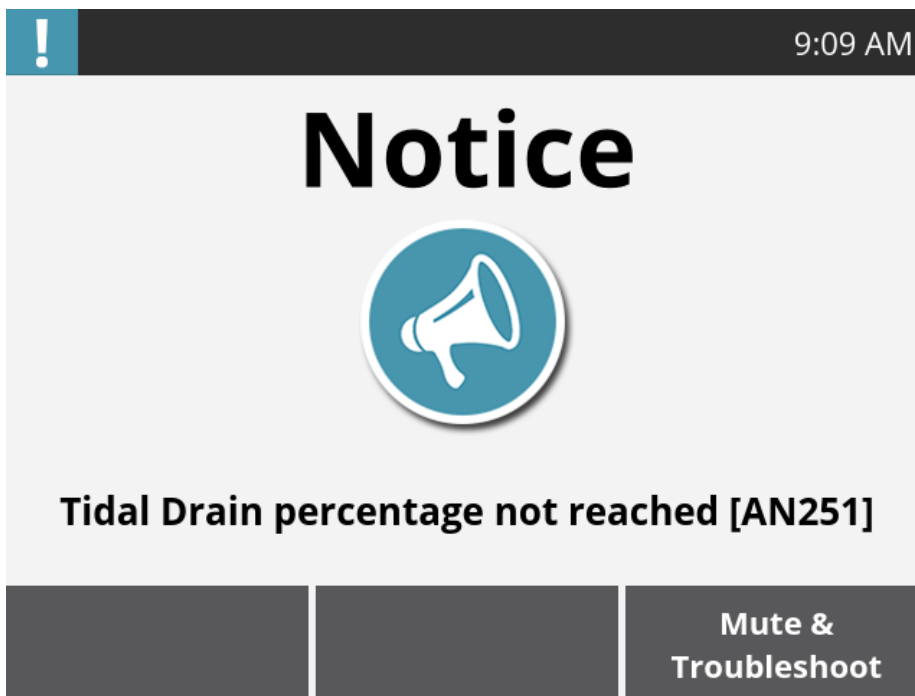 !
9:09 AM
Notice
Tidal Drain percentage not reached [AN251]
Mute &
Troubleshoot